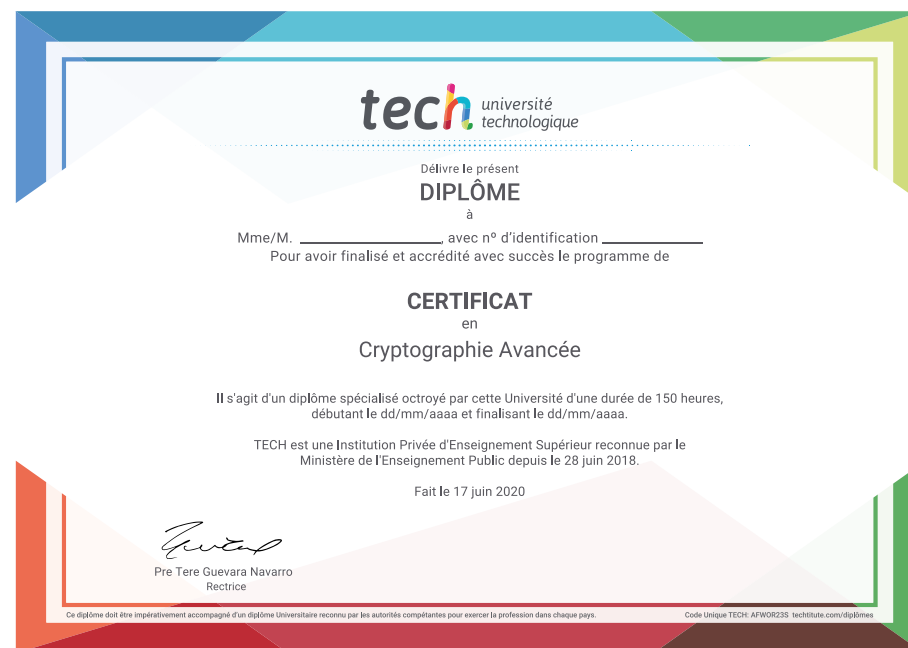 tech université
technologique
Délivre le présent
DIPLÔME
à
Mme/M. ____________________, avec nº d'identification ______________
Pour avoir finalisé et accrédité avec succès le programme de
CERTIFICAT
en
Cryptographie Avancée
Il s'agit d'un diplôme spécialisé octroyé par cette Université d'une durée de 150 heures,
débutant le dd/mm/aaaa et finalisant le dd/mm/aaaa.
TECH est une Institution Privée d'Enseignement Supérieur reconnue par le
Ministère de l'Enseignement Public depuis le 28 juin 2018.
Fait le 17 juin 2020
Pre Tere Guevara Navarro
Rectrice
Ce diplôme doit être impérativement accompagné d'un diplôme Universitaire reconnu par les autorités compétantes pour exercer la profession dans chaque pays.
Code Unique TECH: AFWOR23S techtitute.com/diplômes